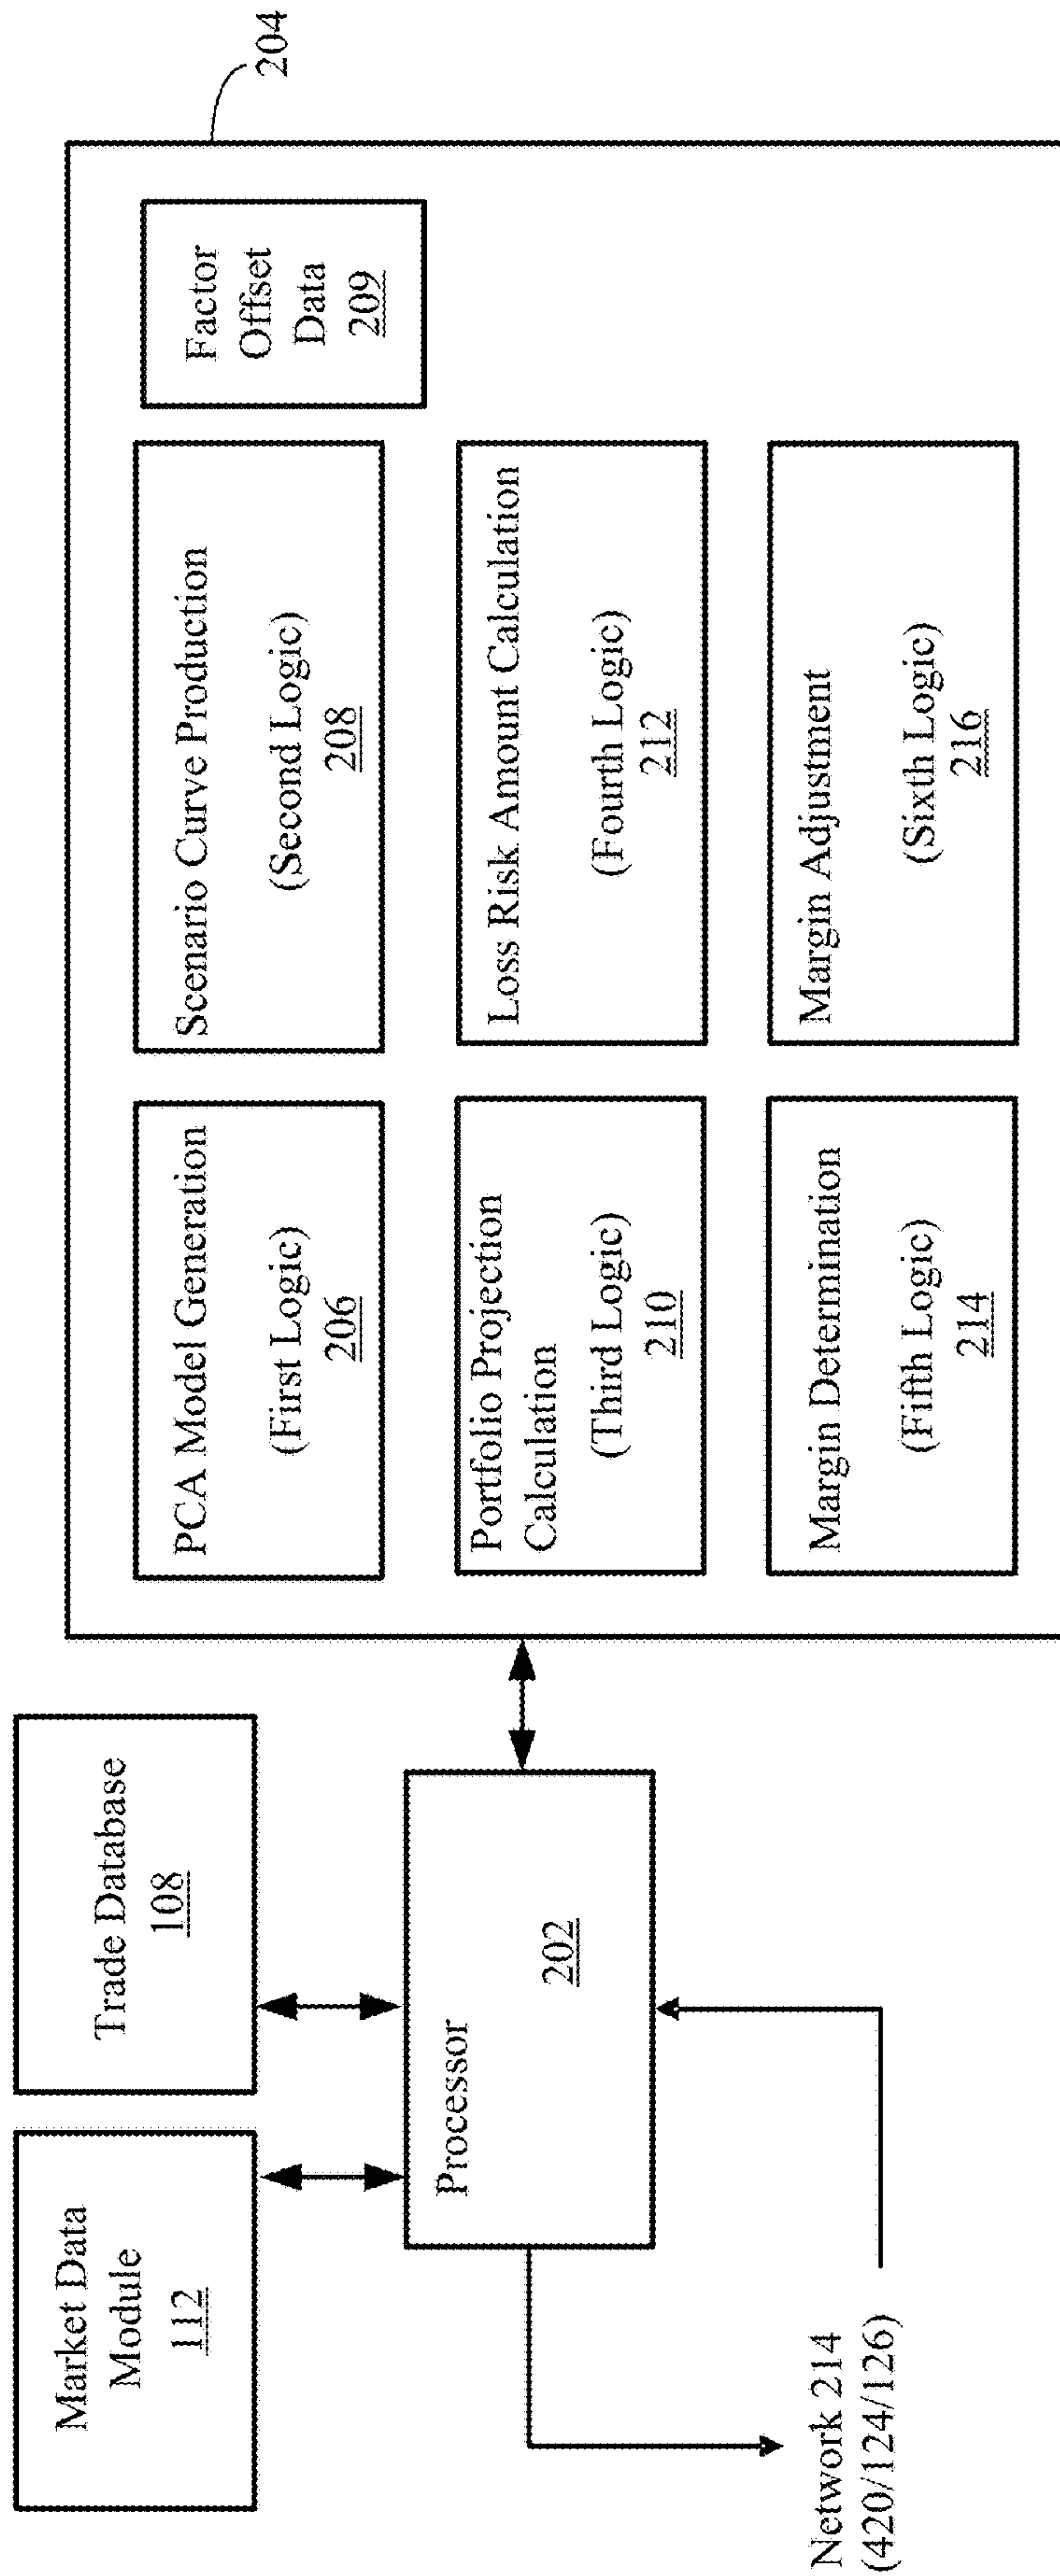 Market Data
Module
112
Trade Database
108
Processor
202
Network 214
(420/124/126)
204
PCA Model Generation
(First Logic)
206
Scenario Curve Production
(Second Logic)
208
Factor
Offset
Data
209
Portfolio Projection
Calculation
(Third Logic)
210
Loss Risk Amount Calculation
(Fourth Logic)
212
Margin Determination
(Fifth Logic)
214
Margin Adjustment
(Sixth Logic)
216